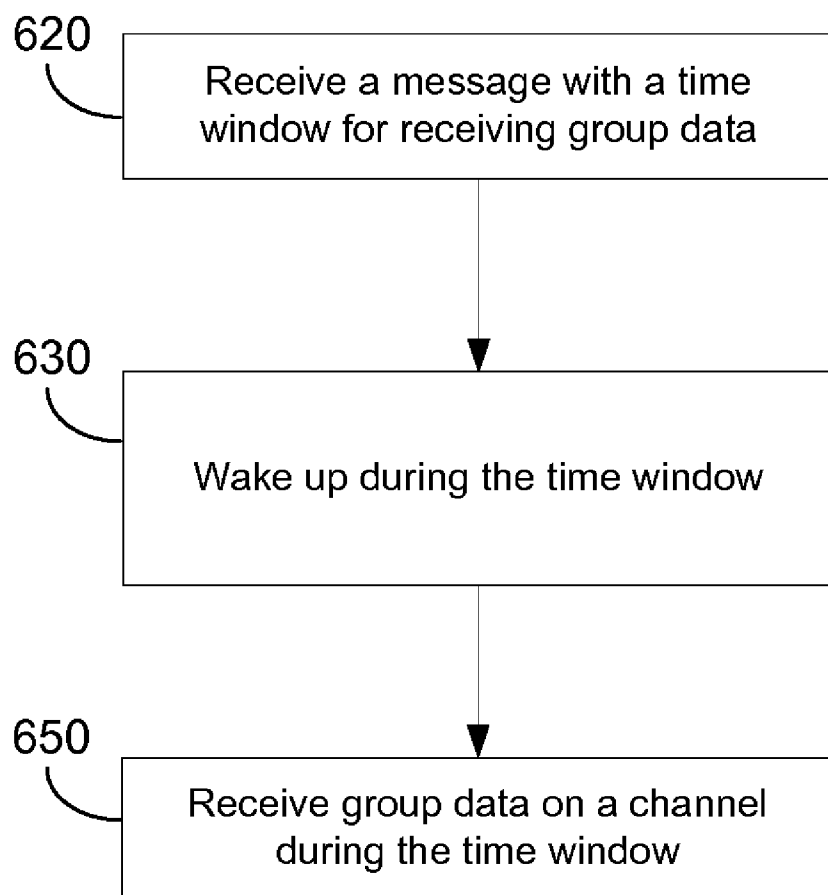 620
Receive a message with a time
window for receiving group data
630
Wake up during the time window
650
Receive group data on a channel
during the time window